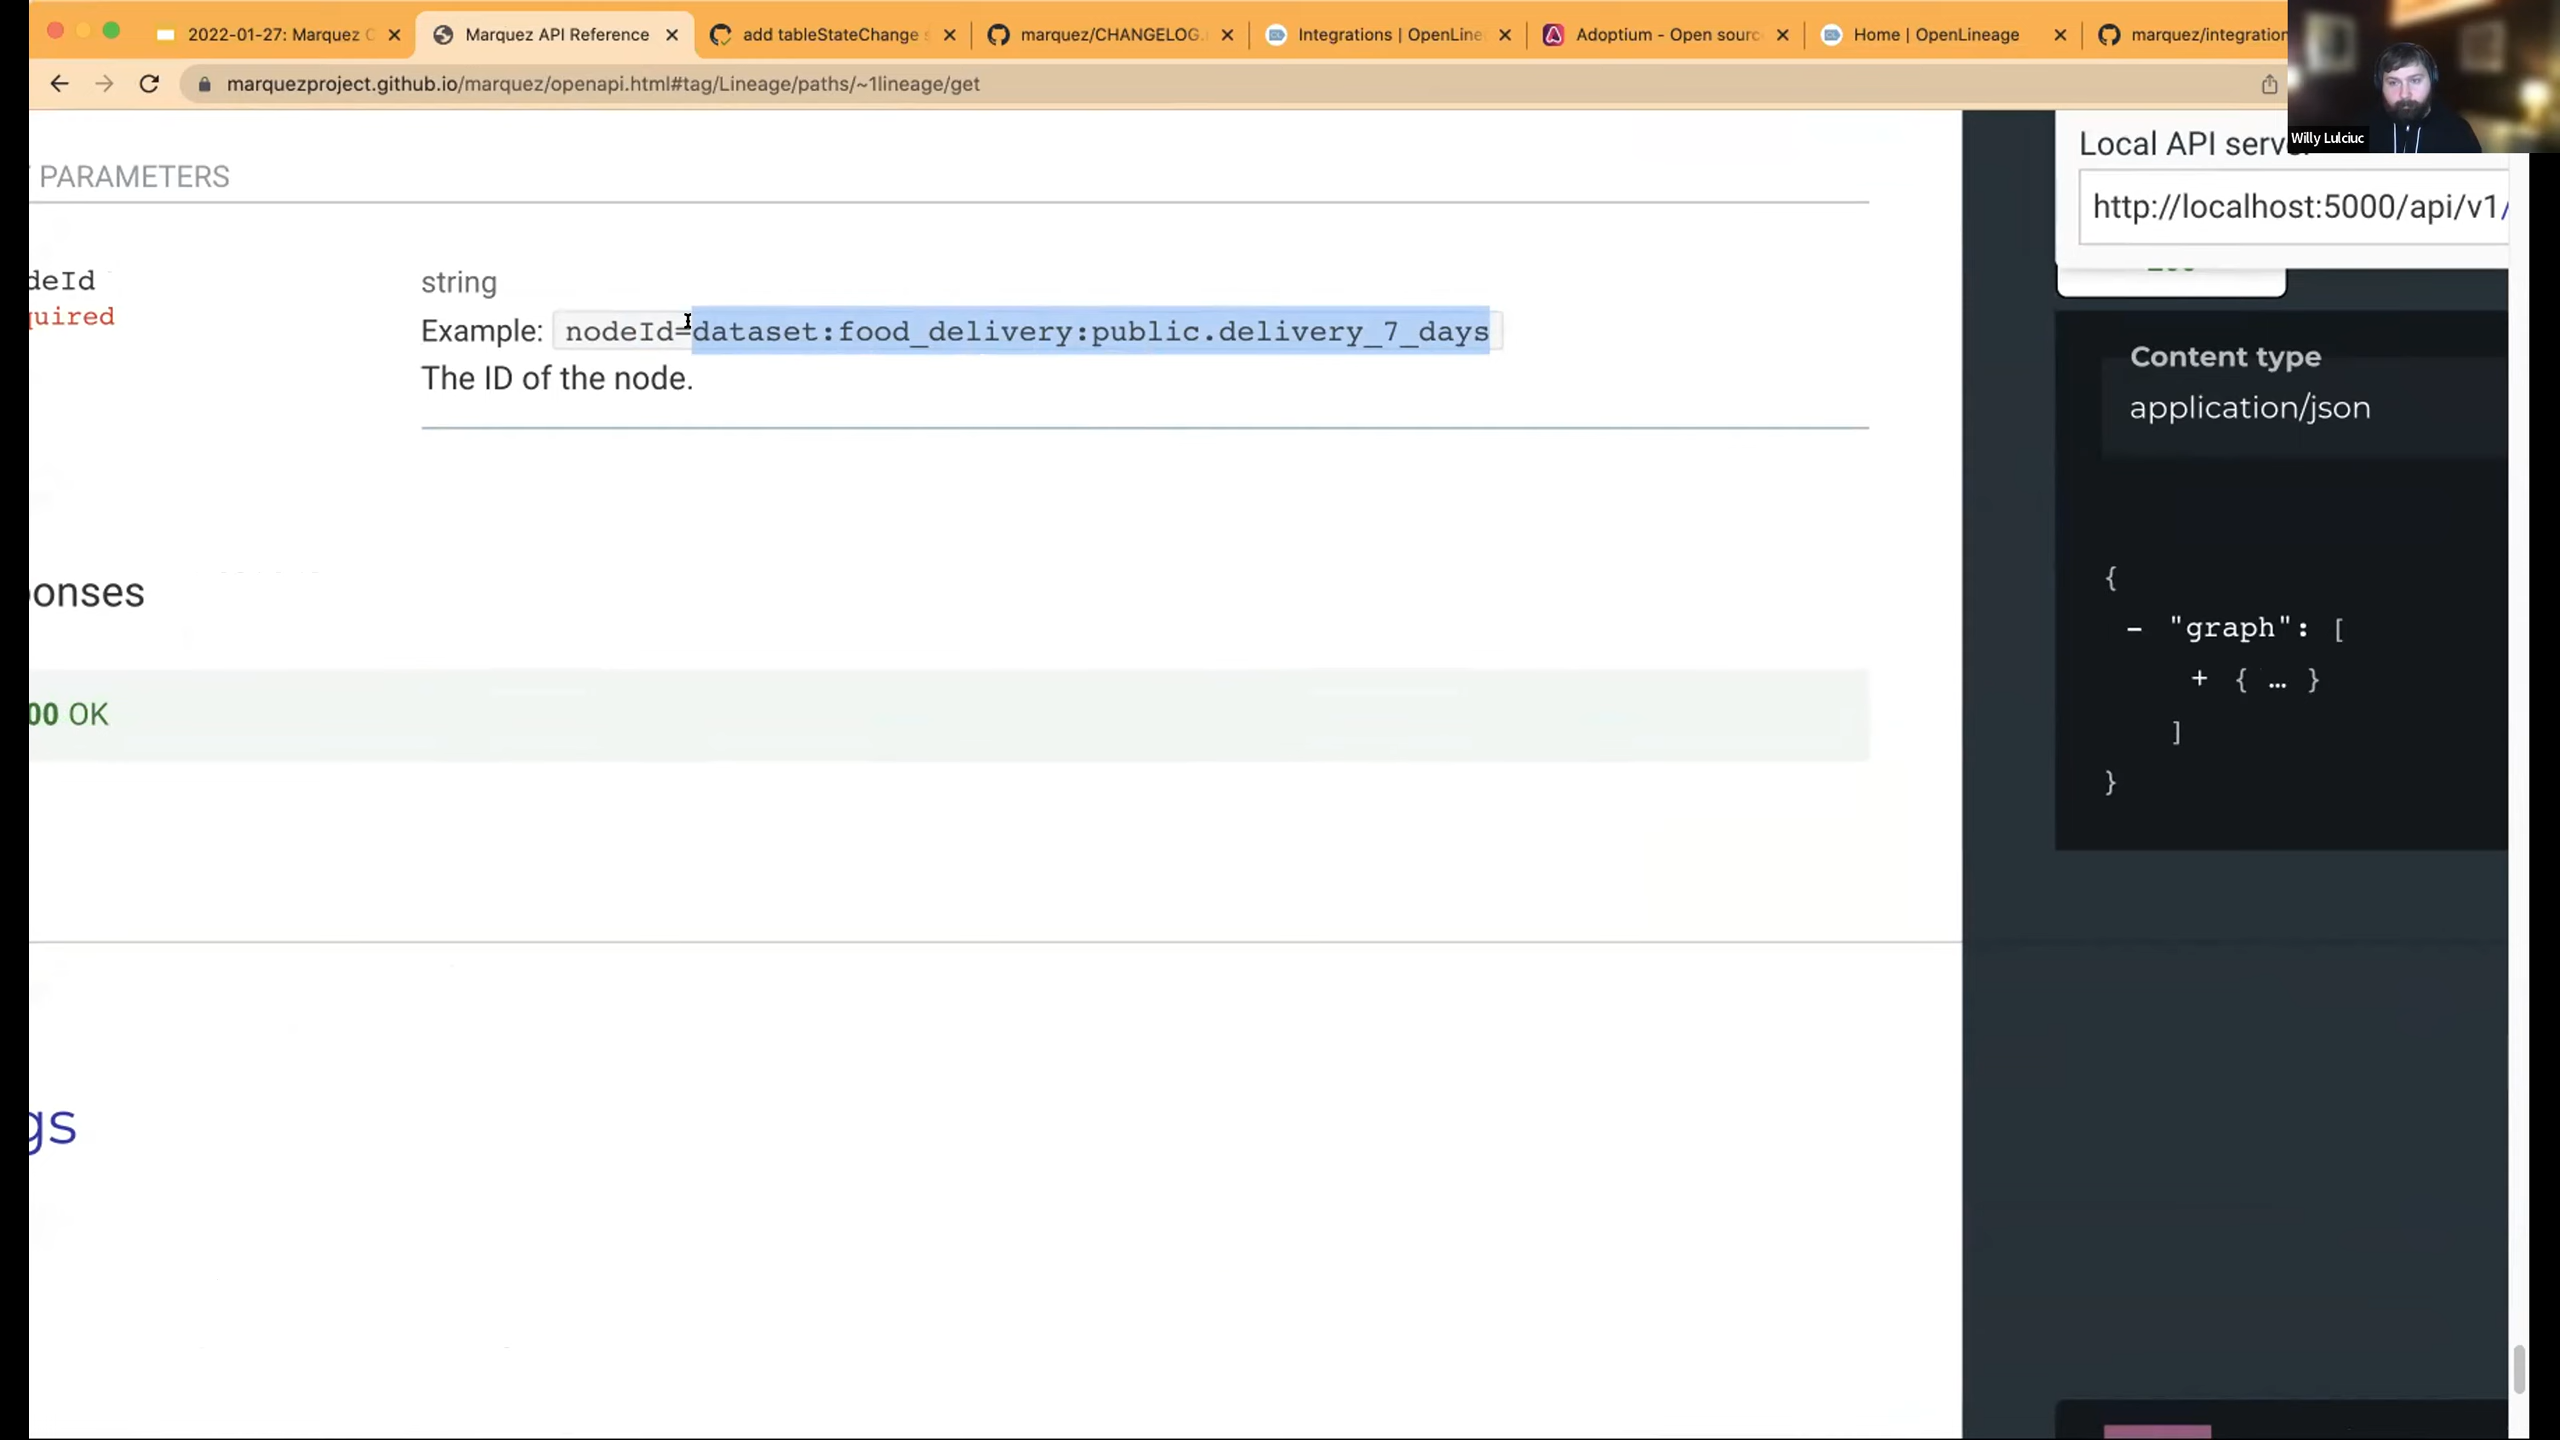 2022-01-27: Marquez C
Marquez API Reference
add tableStateChange
marquez/CHANGELOG.
Integrations | OpenLine
Adoptium - Open sourc
Home | OpenLineage
marquez/integration
marquezproject.github.io/marquez/openapi.html#tag/Lineage/paths/~1lineage/get
Willy Lulciuc
PARAMETERS
deId
quired
string
Example: nodeId=dataset:food_delivery:public.delivery_7_days
The ID of the node.
onses
00 OK
gs
Local API serve
http://localhost:5000/api/v1/
Content type
application/json
{
- "graph": [
+ { … }
]
}